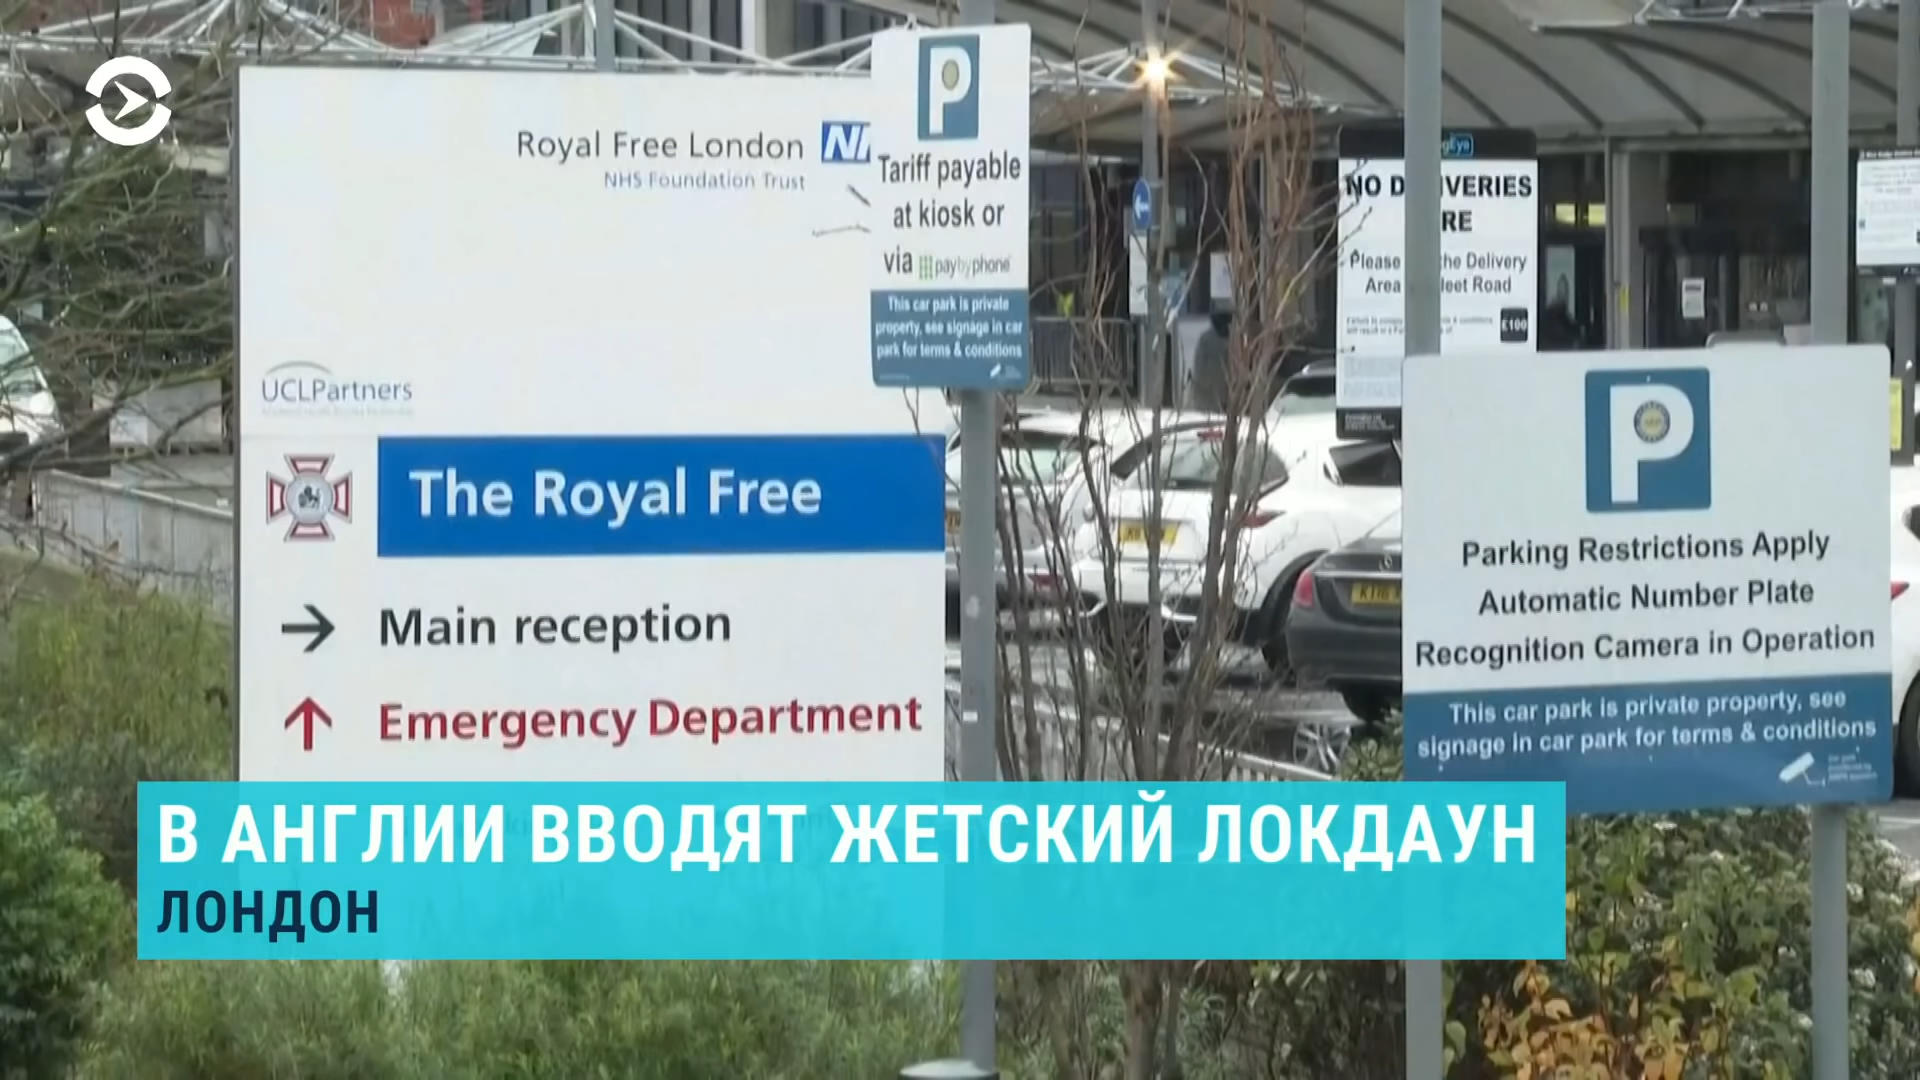 Royal Free London
NHS Foundation Trust
UCLPartners
The Royal Free
Main reception
Emergency Department
P
Tariff payable
at kiosk or
via paybyphone
This car park is private
property, see signage in car
park for terms & conditions
NO
VERIES
RE
Please the Delivery
Area leet Road
£100
P
Parking Restrictions Apply
Automatic Number Plate
Recognition Camera in Operation
This car park is private property, see
signage in car park for terms & conditions
В АНГЛИИ ВВОДЯТ ЖЕТСКИЙ ЛОКДАУН
ЛОНДОН